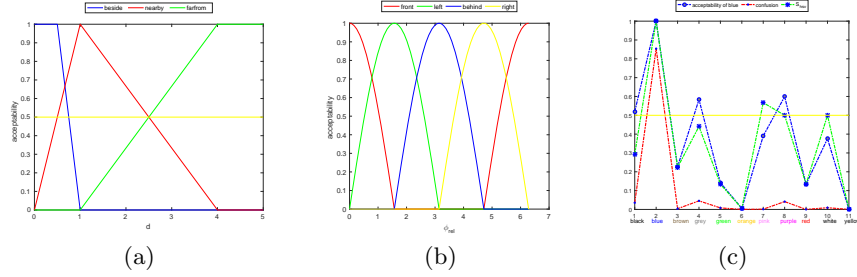 beside nearby farfrom
acceptability
1
0.9
0.8
0.7
0.6
0.5
0.4
0.3
0.2
0.1
0
0 1 2 3 4 5
d
(a)
front left behind right
acceptability
1
0.9
0.8
0.7
0.6
0.5
0.4
0.3
0.2
0.1
0
0 1 2 3 4 5 6 7
ϕrel
(b)
acceptability of blue confusion
1
0.9
0.8
0.7
0.6
0.5
0.4
0.3
0.2
0.1
0
1 2 3 4 5 6 7 8 9 10 11
black blue brown grey green orange pink purple red white yellow
(c)